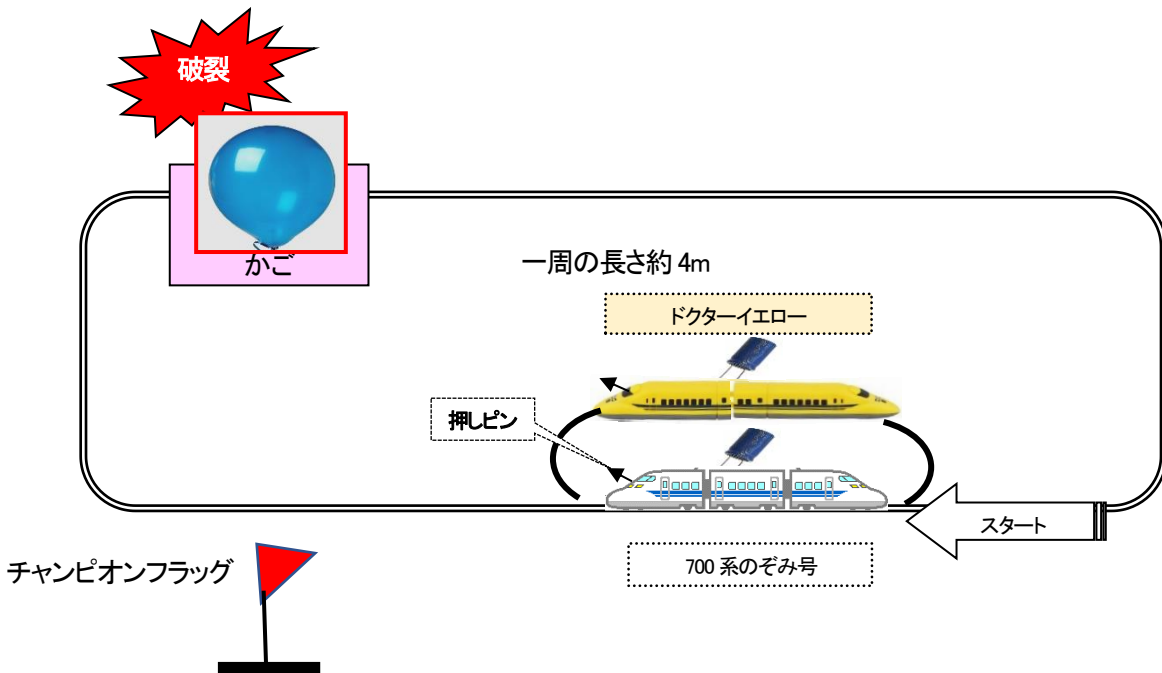 破裂
かご
一周の長さ約 4m
ドクターイエロー
押しピン
スタート
チャンピオンフラッグ
700 系のぞみ号